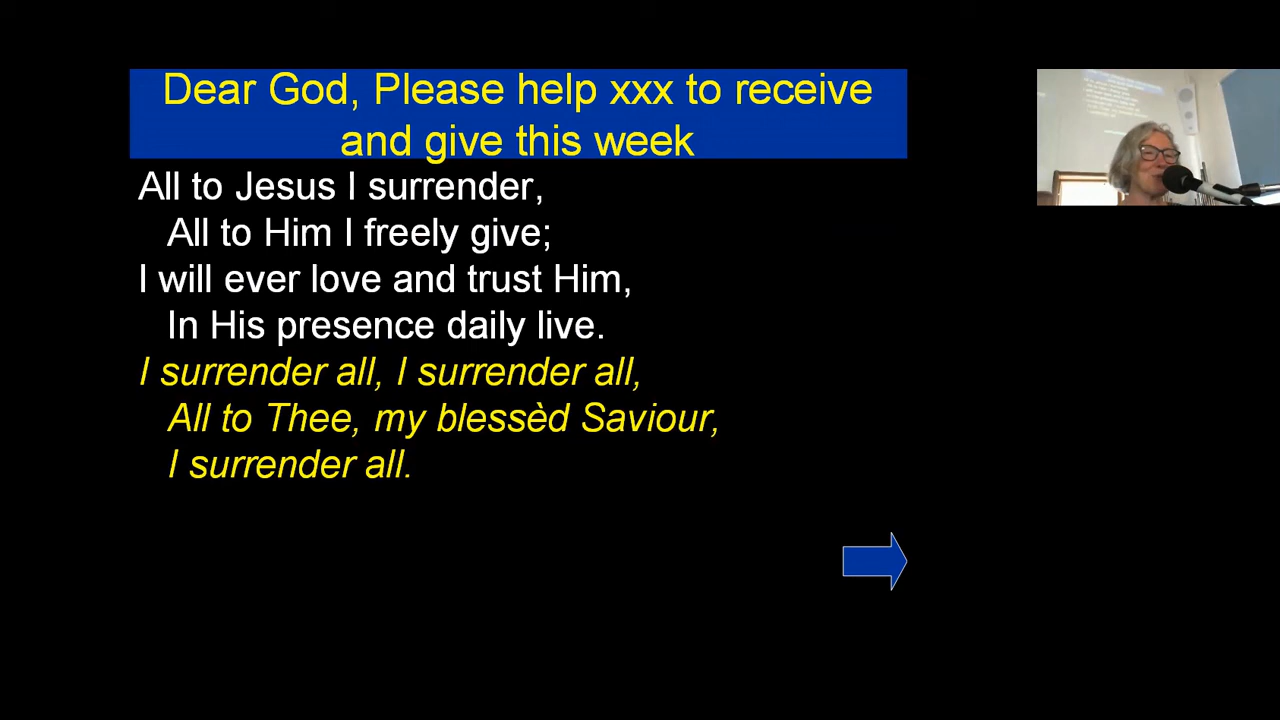 Dear God, Please help xxx to receive
and give this week
All to Jesus I surrender,
All to Him I freely give;
I will ever love and trust Him,
In His presence daily live.
I surrender all, I surrender all,
All to Thee, my blessèd Saviour,
I surrender all.